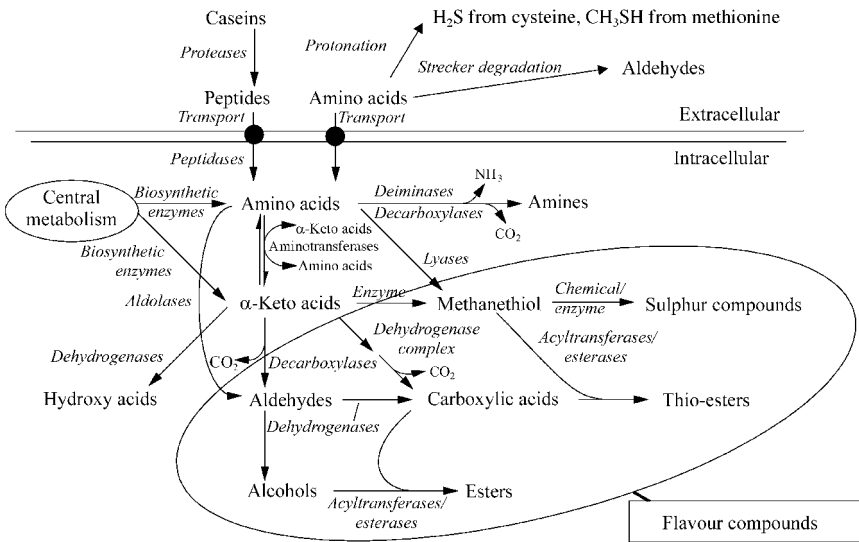 Caseins
H₂S from cysteine, CH₃SH from methionine
Proteases
Protonation
Strecker degradation
Aldehydes
Peptides
Amino acids
Extracellular
Transport
Transport
Peptidases
Intracellular
Central
metabolism
Biosynthetic
enzymes
Amino acids
Deiminases
Decarboxylases
NH₃
CO₂
Amines
α-Keto acids
Aminotransferases
Amino acids
Biosynthetic
enzymes
Lyases
Aldolases
α-Keto acids
Enzyme
Methanethiol
Chemical/
enzyme
Sulphur compounds
Dehydrogenases
CO₂
Decarboxylases
Dehydrogenase
complex
CO₂
Acyltransferases/
esterases
Hydroxy acids
Aldehydes
Dehydrogenases
Carboxylic acids
Thio-esters
Alcohols
Acyltransferases/
esterases
Esters
Flavour compounds